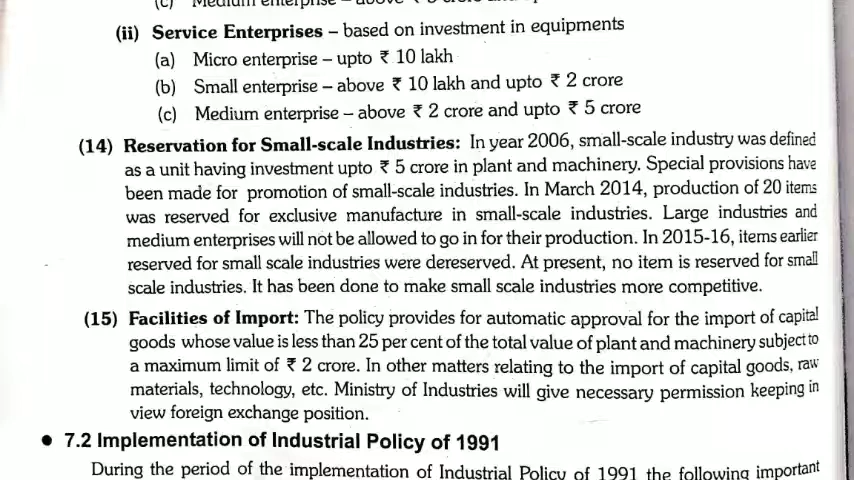 (c) Medium enterprise – above ₹ 5 crore and
(ii) Service Enterprises – based on investment in equipments
(a) Micro enterprise – upto ₹ 10 lakh
(b) Small enterprise – above ₹ 10 lakh and upto ₹ 2 crore
(c) Medium enterprise – above ₹ 2 crore and upto ₹ 5 crore
(14) Reservation for Small-scale Industries: In year 2006, small-scale industry was defined
as a unit having investment upto ₹ 5 crore in plant and machinery. Special provisions have
been made for promotion of small-scale industries. In March 2014, production of 20 items
was reserved for exclusive manufacture in small-scale industries. Large industries and
medium enterprises will not be allowed to go in for their production. In 2015-16, items earlier
reserved for small scale industries were dereserved. At present, no item is reserved for small
scale industries. It has been done to make small scale industries more competitive.
(15) Facilities of Import: The policy provides for automatic approval for the import of capital
goods whose value is less than 25 per cent of the total value of plant and machinery subject to
a maximum limit of ₹ 2 crore. In other matters relating to the import of capital goods, raw
materials, technology, etc. Ministry of Industries will give necessary permission keeping in
view foreign exchange position.
• 7.2 Implementation of Industrial Policy of 1991
During the period of the implementation of Industrial Policy of 1991 the following important